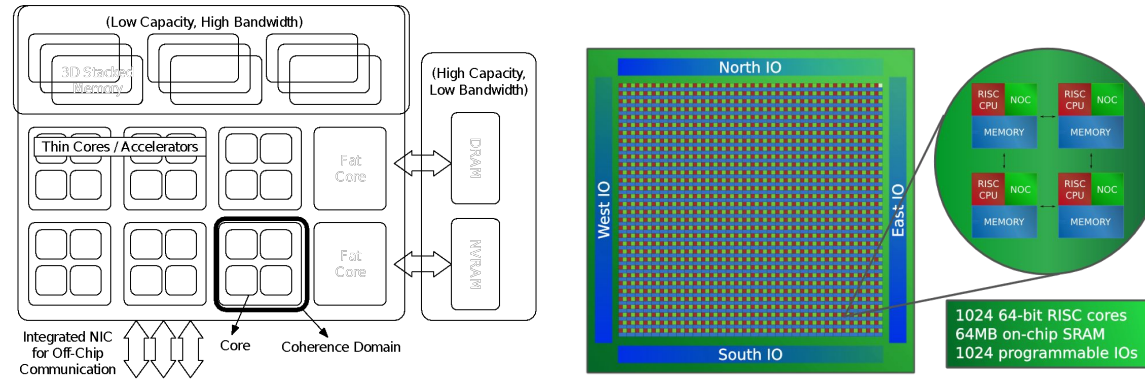 (Low Capacity, High Bandwidth)
3D Stacked
Memory
(High Capacity,
Low Bandwidth)
Thin Cores / Accelerators
Fat
Core
DRAM
Fat
Core
NVRAM
Integrated NIC
for Off-Chip
Communication
Core
Coherence Domain
North IO
West IO
East IO
South IO
RISC
CPU
NOC
MEMORY
RISC
CPU
NOC
MEMORY
RISC
CPU
NOC
MEMORY
RISC
CPU
NOC
MEMORY
1024 64-bit RISC cores
64MB on-chip SRAM
1024 programmable IOs